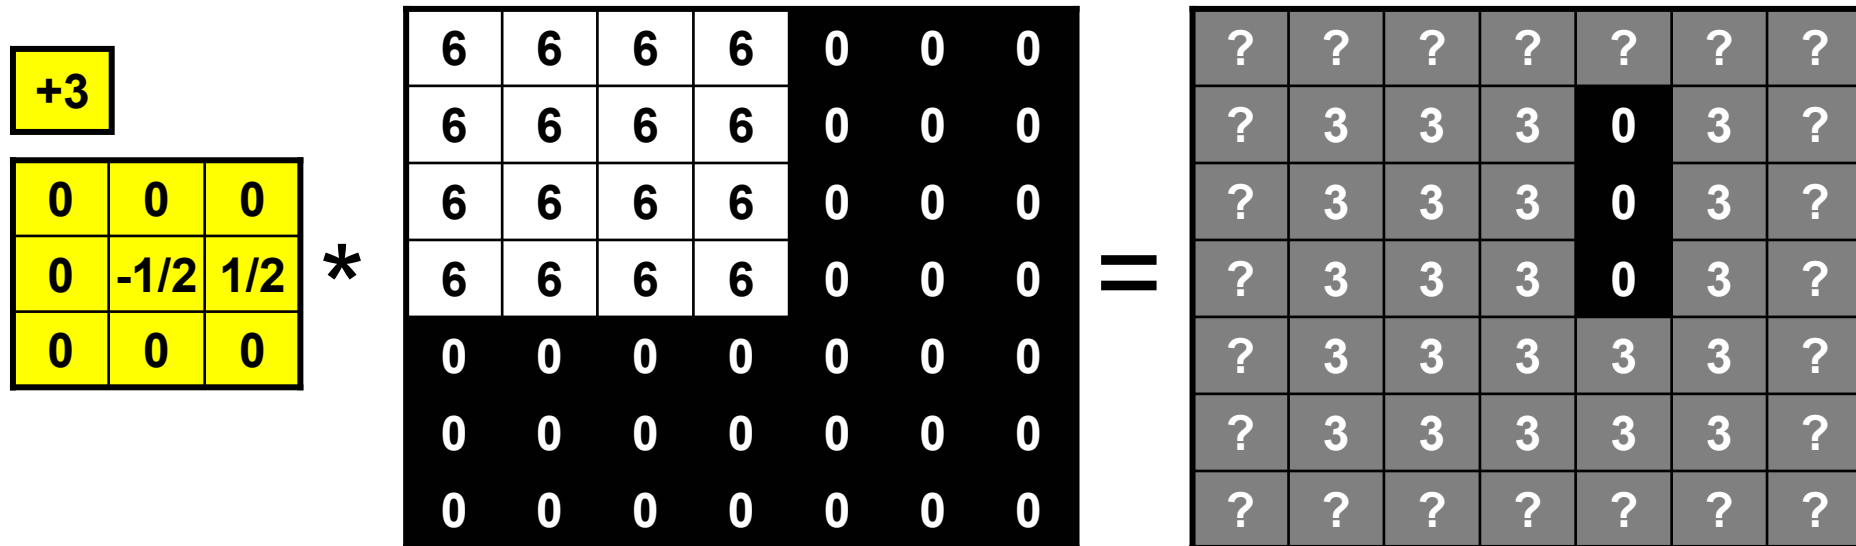 +3
0 0 0
0 -1/2 1/2
0 0 0
*
6 6 6 6 0 0 0
6 6 6 6 0 0 0
6 6 6 6 0 0 0
6 6 6 6 0 0 0
0 0 0 0 0 0 0
0 0 0 0 0 0 0
0 0 0 0 0 0 0
=
? ? ? ? ? ? ?
? 3 3 3 0 3 ?
? 3 3 3 0 3 ?
? 3 3 3 0 3 ?
? 3 3 3 3 3 ?
? 3 3 3 3 3 ?
? ? ? ? ? ? ?